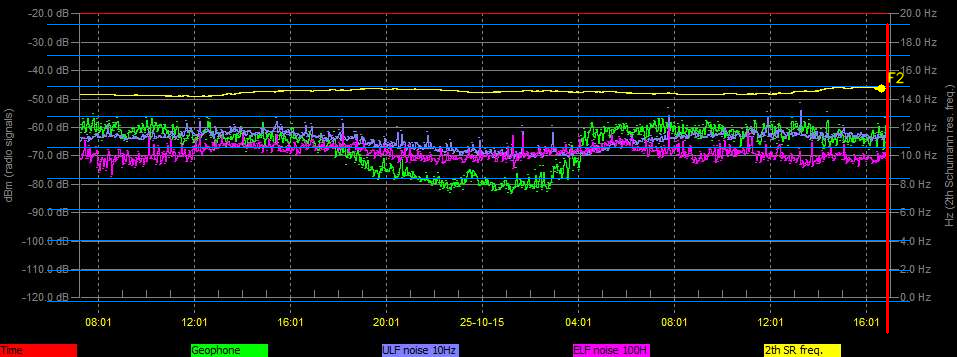 -20.0 dB 20.0 Hz
-30.0 dB 18.0 Hz
-40.0 dB 16.0 Hz
F2
-50.0 dB 14.0 Hz
-60.0 dB 12.0 Hz
-70.0 dB 10.0 Hz
-80.0 dB 8.0 Hz
-90.0 dB 6.0 Hz
-100.0 dB 4.0 Hz
-110.0 dB 2.0 Hz
-120.0 dB 0.0 Hz
dBm (radio signals)
Hz (2th Schumann res. freq.)
08:01 12:01 16:01 20:01 25-10-15 04:01 08:01 12:01 16:01
Time Geophone ULF noise 10Hz ELF noise 100H 2th SR freq.